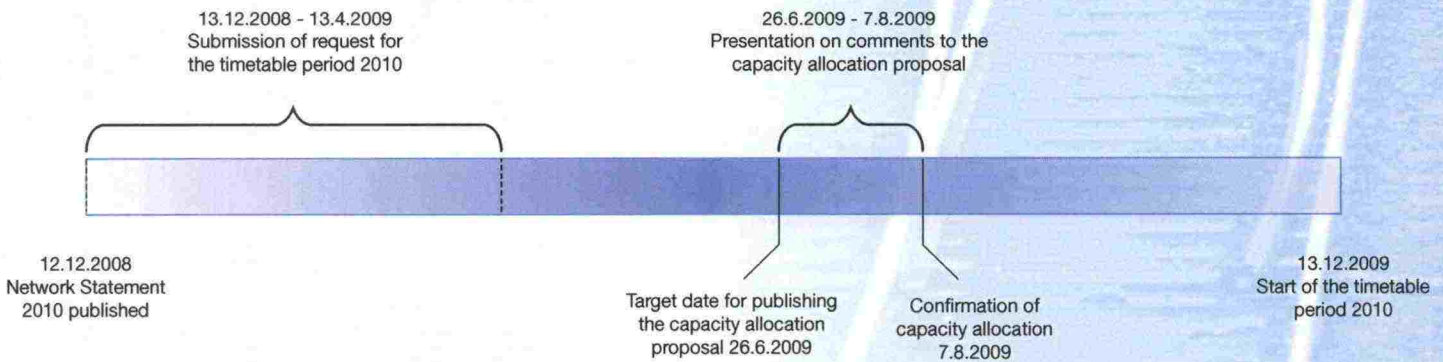 13.12.2008 - 13.4.2009
Submission of request for
the timetable period 2010
26.6.2009 - 7.8.2009
Presentation on comments to the
capacity allocation proposal
12.12.2008
Network Statement
2010 published
Target date for publishing
the capacity allocation
proposal 26.6.2009
Confirmation of
capacity allocation
7.8.2009
13.12.2009
Start of the timetable
period 2010